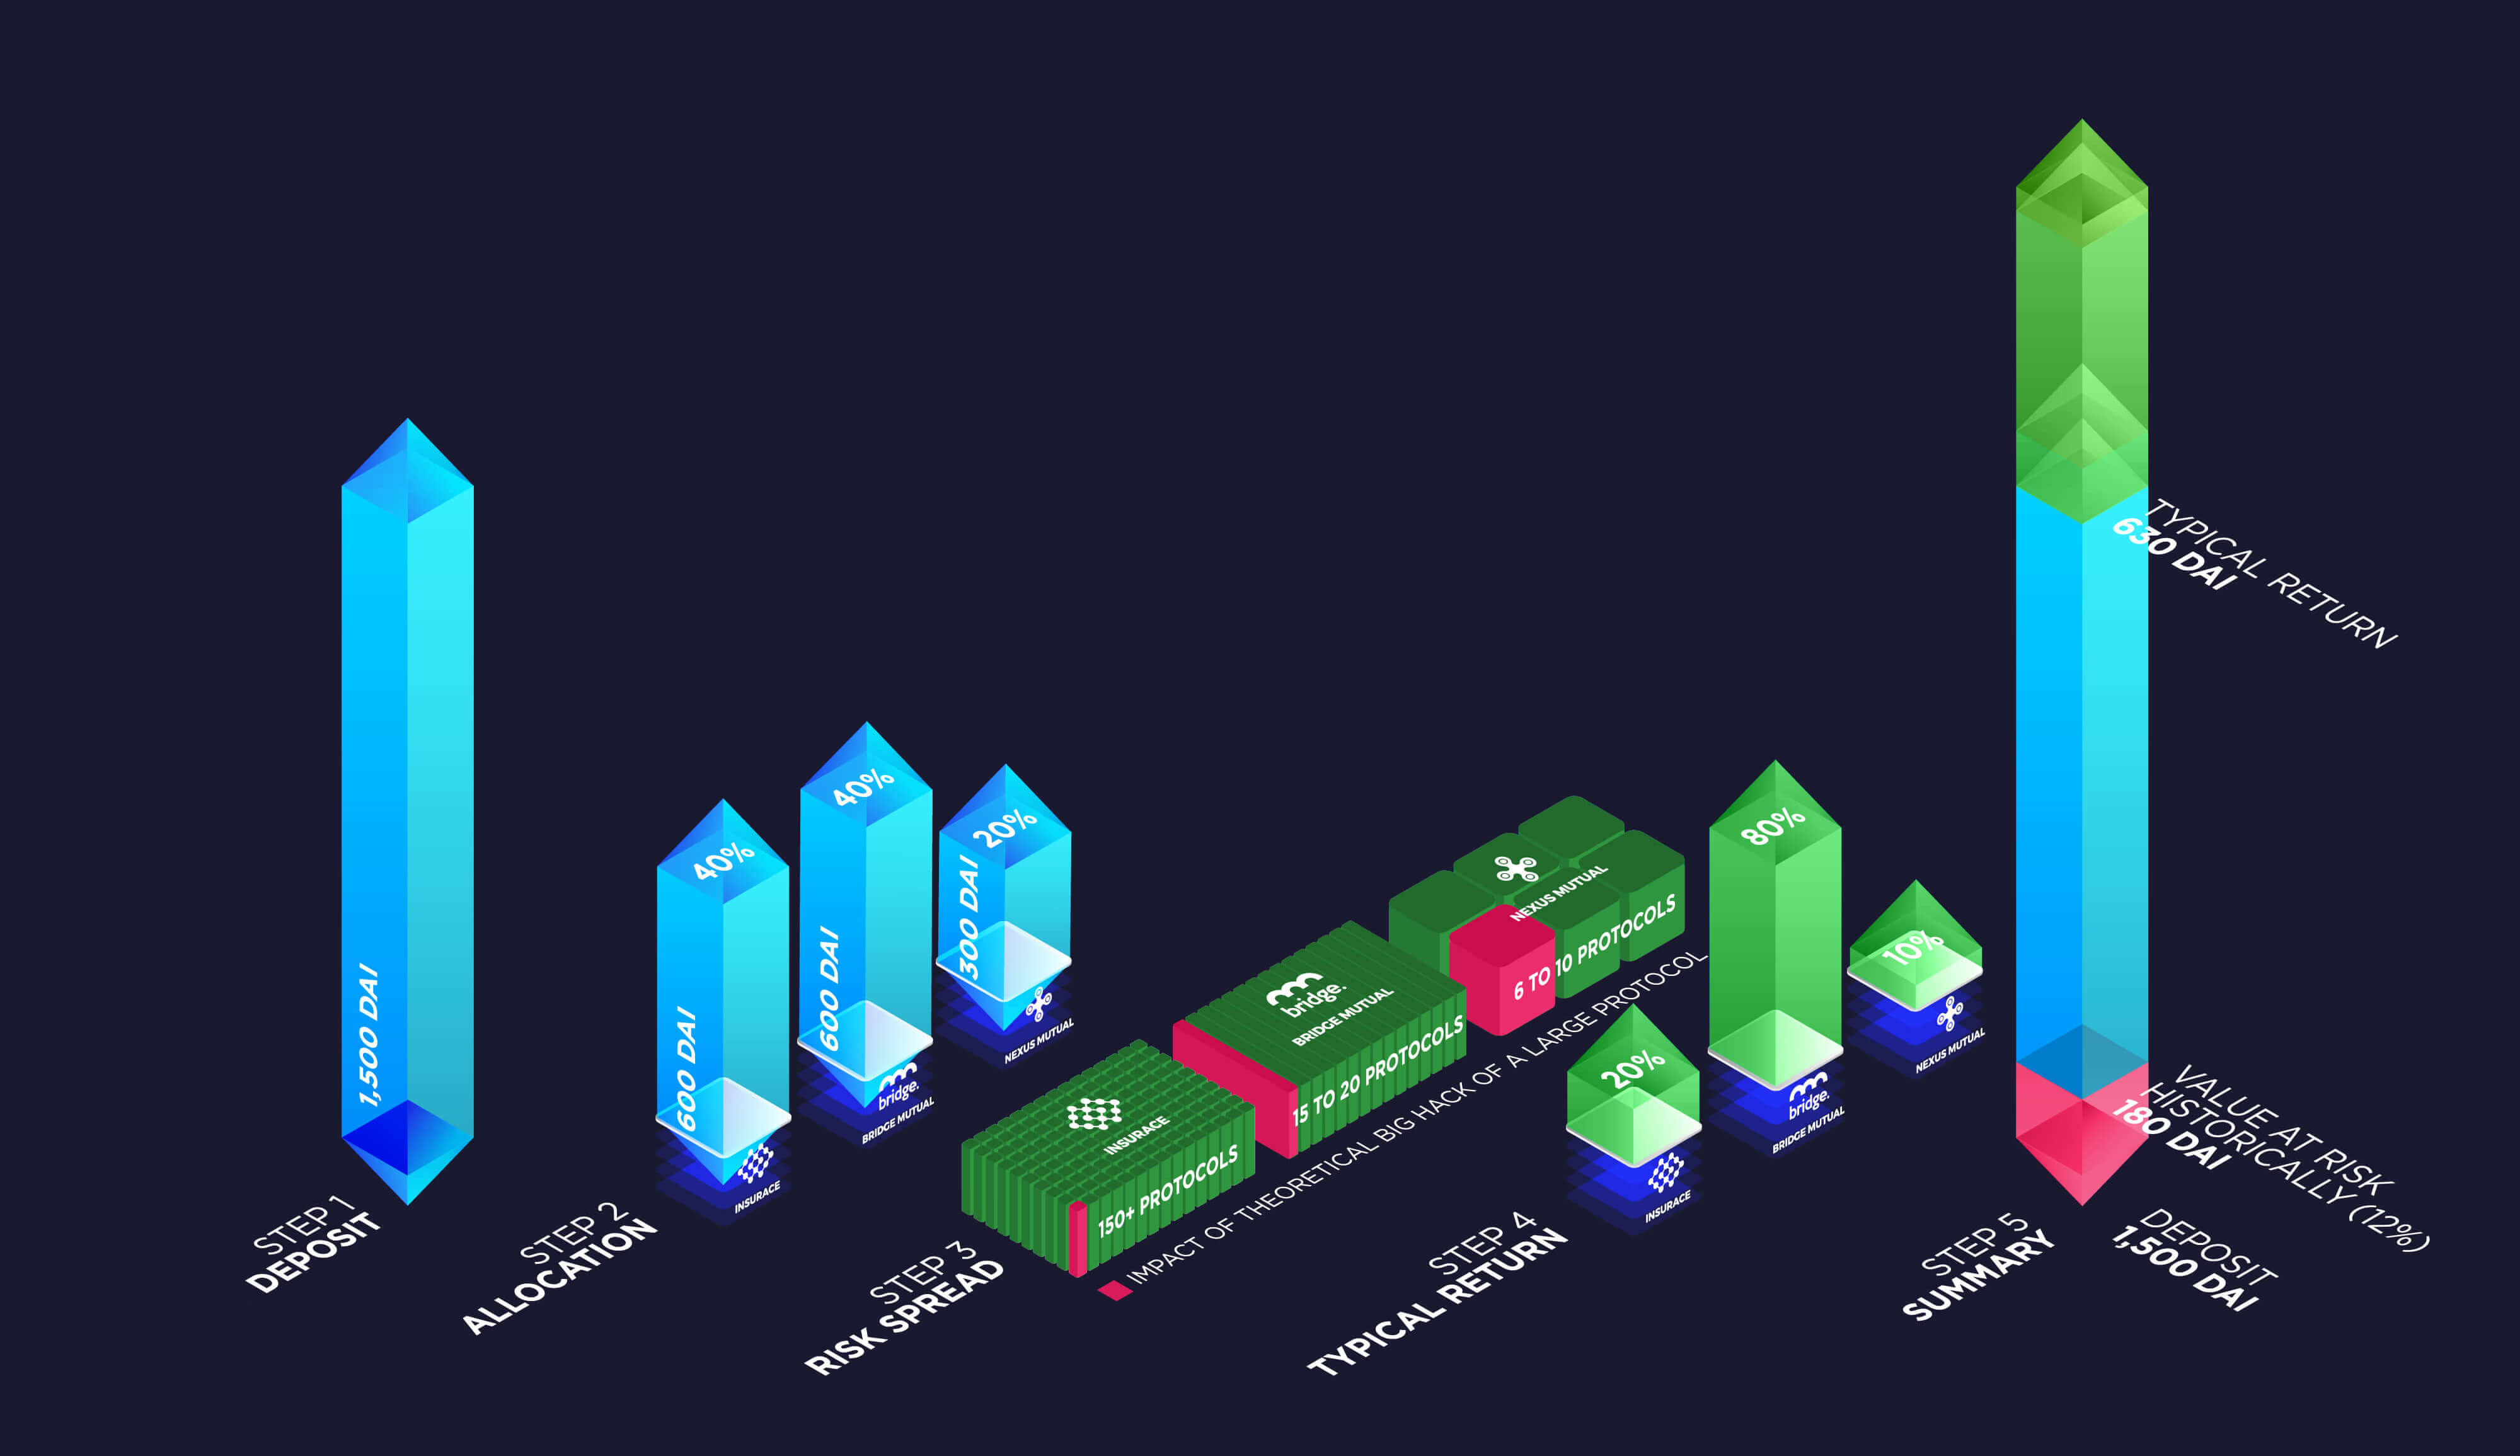 STEP 1
DEPOSIT
1,500 DAI
STEP 2
ALLOCATION
40%
600 DAI
INSURACE
40%
600 DAI
bridge.
BRIDGE MUTUAL
20%
300 DAI
NEXUS MUTUAL
STEP 3
RISK SPREAD
INSURACE
150+ PROTOCOLS
bridge.
BRIDGE MUTUAL
15 TO 20 PROTOCOLS
NEXUS MUTUAL
6 TO 10 PROTOCOLS
IMPACT OF THEORETICAL BIG HACK OF A LARGE PROTOCOL
STEP 4
TYPICAL RETURN
20%
INSURACE
80%
bridge.
BRIDGE MUTUAL
10%
NEXUS MUTUAL
STEP 5
SUMMARY
TYPICAL RETURN
630 DAI
VALUE AT RISK
HISTORICALLY (12%)
180 DAI
DEPOSIT
1,500 DAI